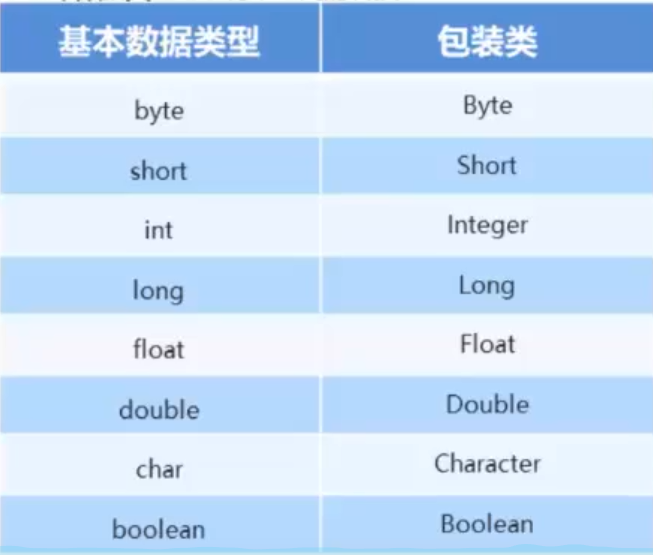 基本数据类型 包装类
byte Byte
short Short
int Integer
long Long
float Float
double Double
char Character
boolean Boolean